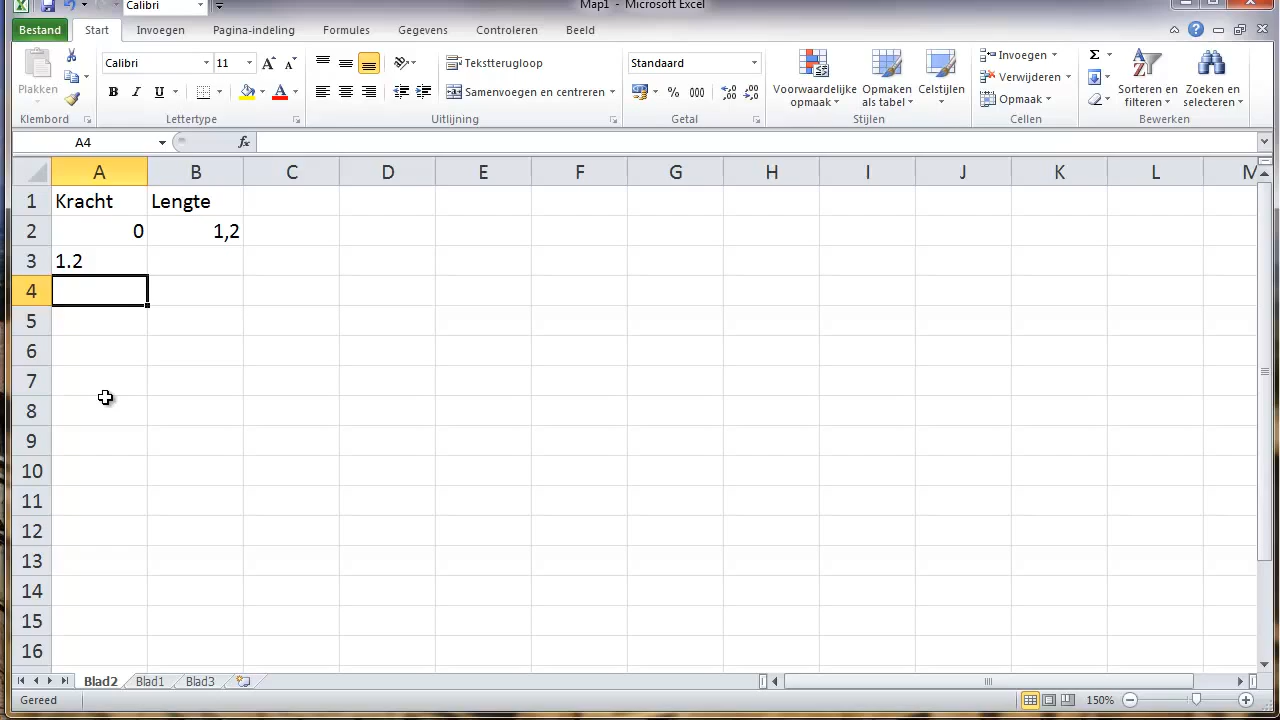 Calibri
Map1 - Microsoft Excel
Bestand Start Invoegen Pagina-indeling Formules Gegevens Controleren Beeld
Plakken
Calibri 11
B I U A
Tekstterugloop
Samenvoegen en centreren
Standaard
% 000
Voorwaardelijke opmaak
Opmaken als tabel
Celstijlen
Invoegen
Verwijderen
Opmaak
Σ
Sorteren en filteren
Zoeken en selecteren
Klembord Lettertype Uitlijning Getal Stijlen Cellen Bewerken
A4 fx
A B C D E F G H I J K L M
1 Kracht Lengte
2 0 1,2
3 1.2
4
5
6
7
8
9
10
11
12
13
14
15
16
Blad2 Blad1 Blad3
Gereed 150%